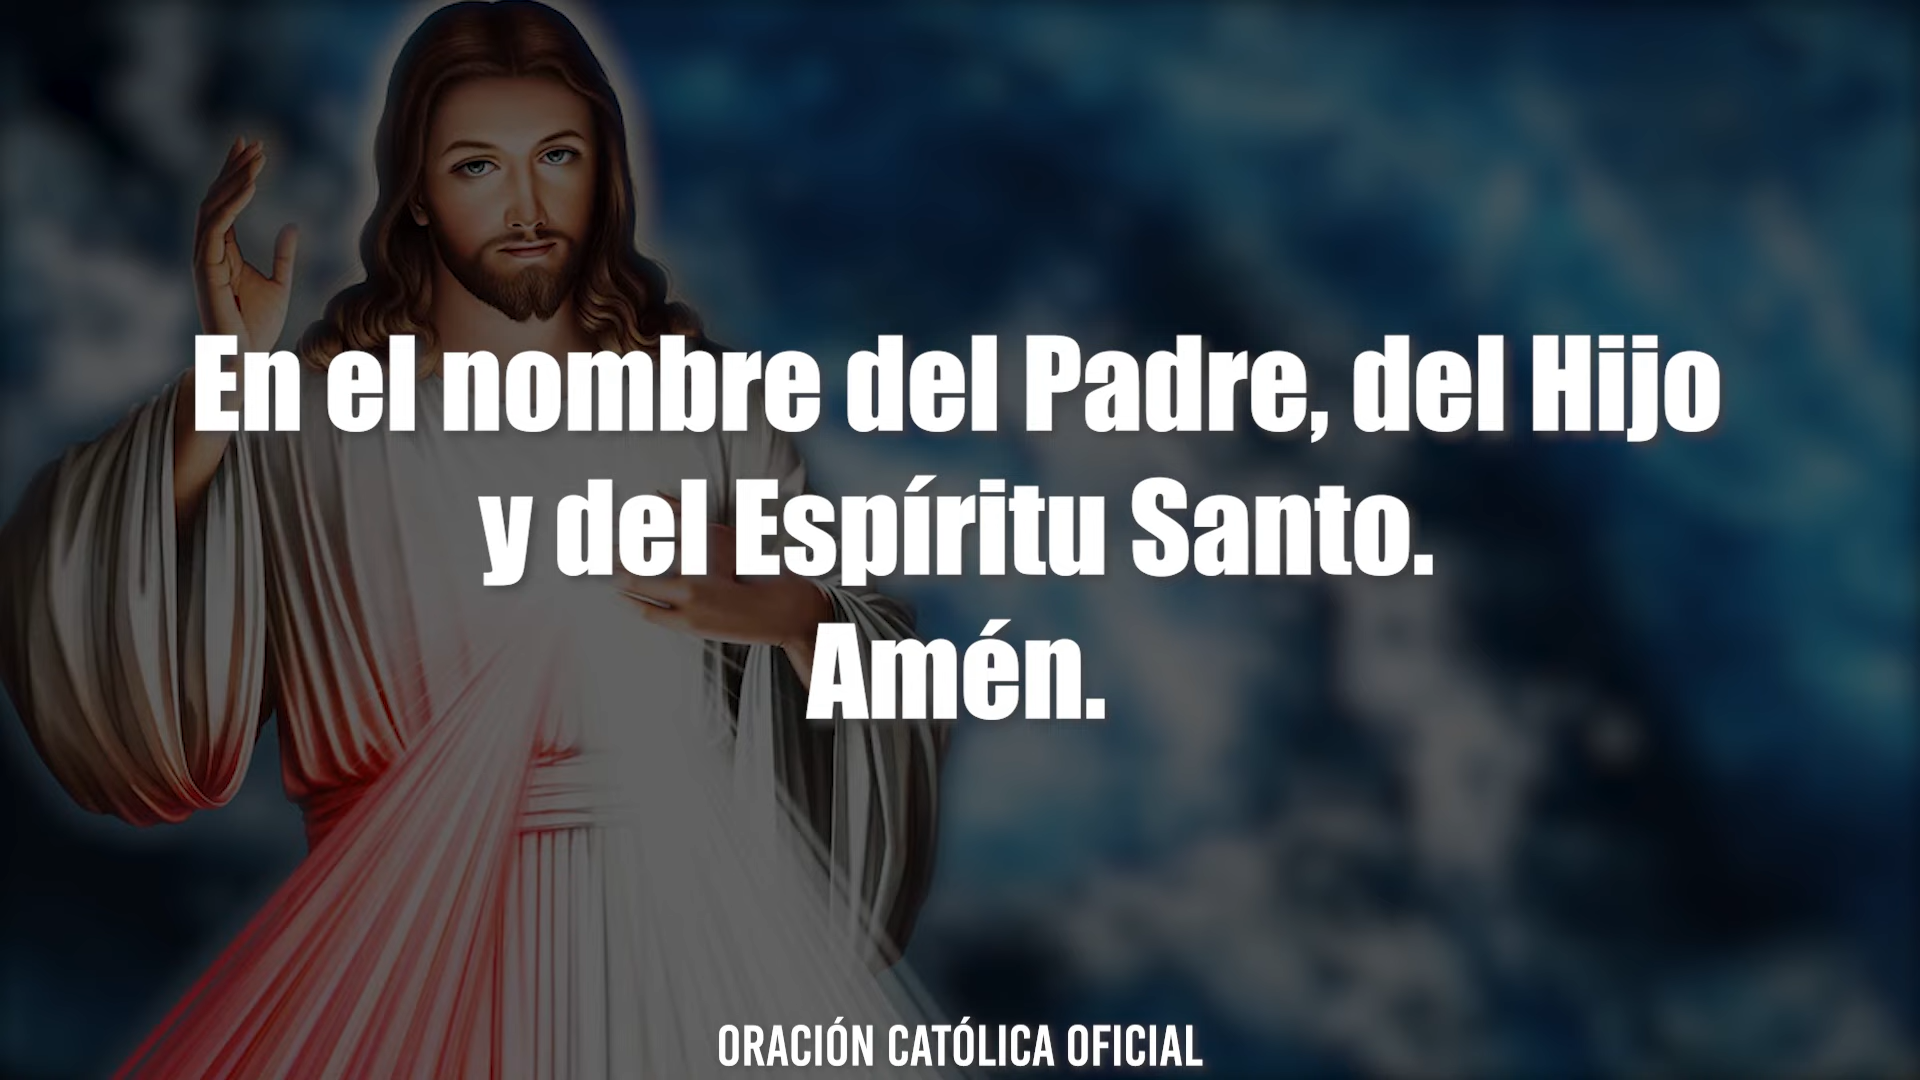 En el nombre del Padre, del Hijo
y del Espíritu Santo.
Amén.
ORACIÓN CATÓLICA OFICIAL